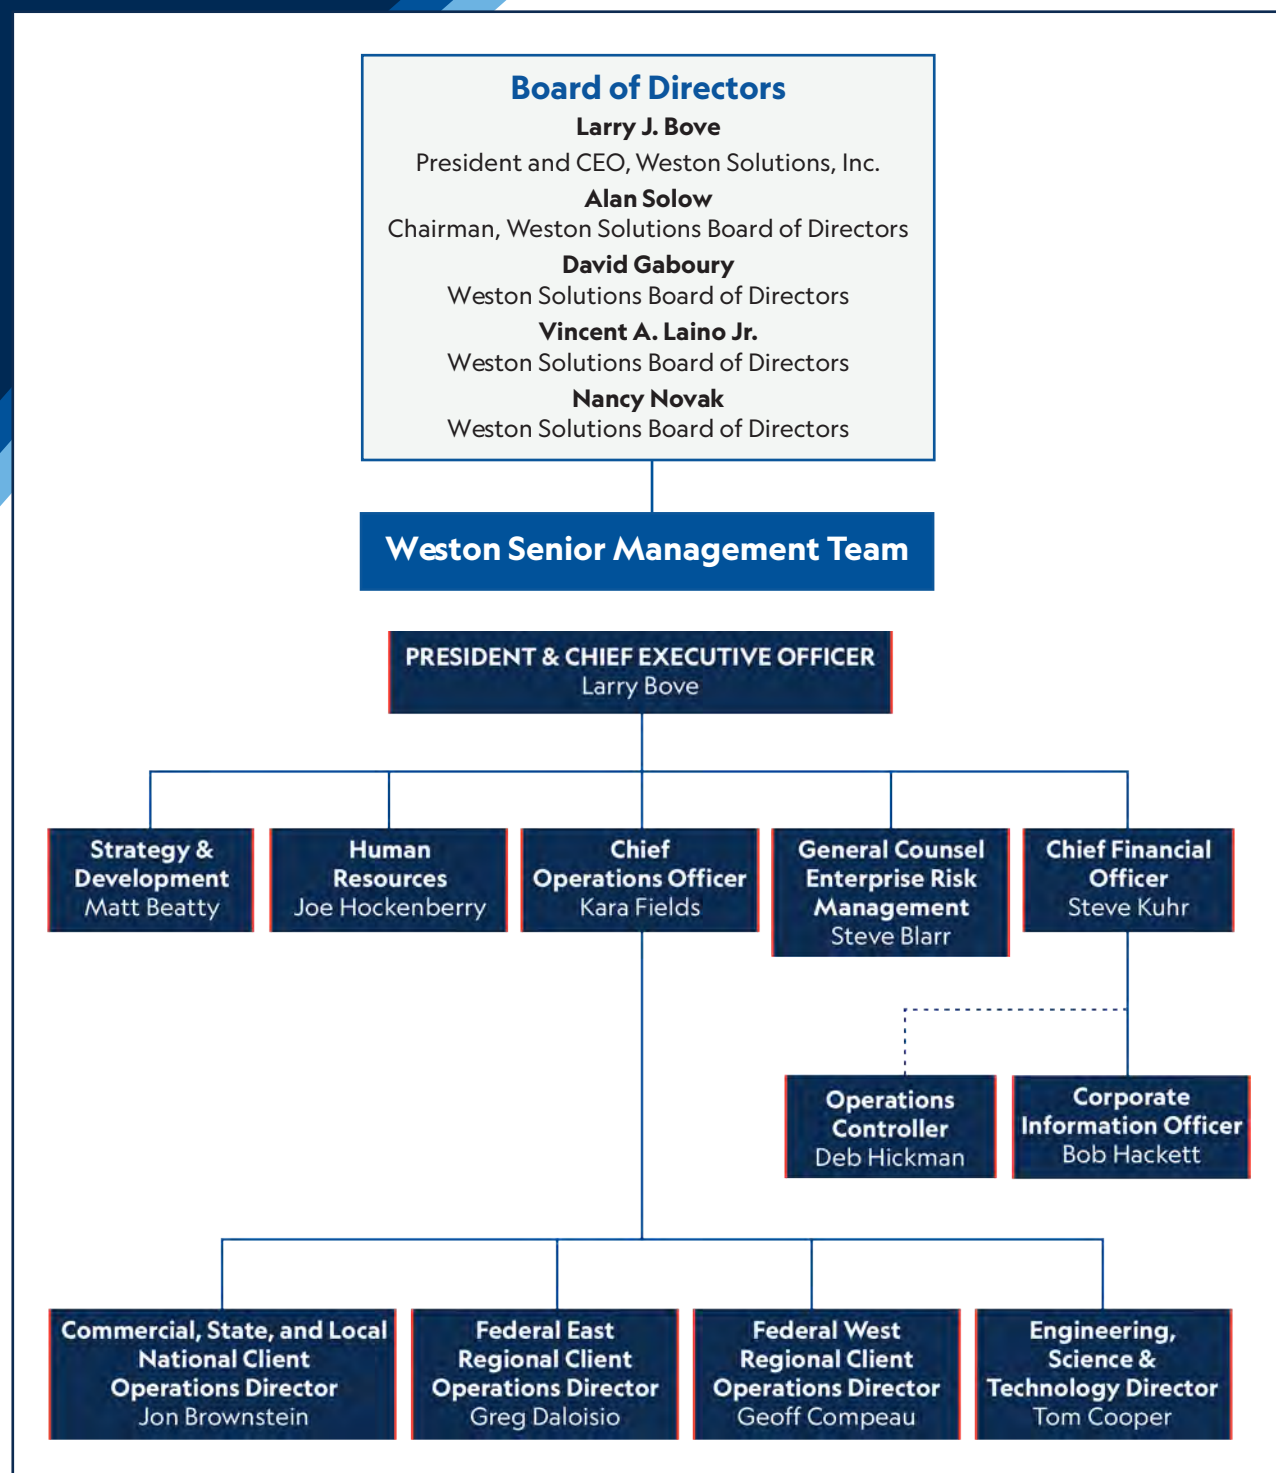 Board of Directors
Larry J. Bove
President and CEO, Weston Solutions, Inc.
Alan Solow
Chairman, Weston Solutions Board of Directors
David Gaboury
Weston Solutions Board of Directors
Vincent A. Laino Jr.
Weston Solutions Board of Directors
Nancy Novak
Weston Solutions Board of Directors
Weston Senior Management Team
PRESIDENT & CHIEF EXECUTIVE OFFICER
Larry Bove
Strategy &
Development
Matt Beatty
Human
Resources
Joe Hockenberry
Chief
Operations Officer
Kara Fields
General Counsel
Enterprise Risk
Management
Steve Blarr
Chief Financial
Officer
Steve Kuhr
Operations
Controller
Deb Hickman
Corporate
Information Officer
Bob Hackett
Commercial, State, and Local
National Client
Operations Director
Jon Brownstein
Federal East
Regional Client
Operations Director
Greg Daloisio
Federal West
Regional Client
Operations Director
Geoff Compeau
Engineering,
Science &
Technology Director
Tom Cooper